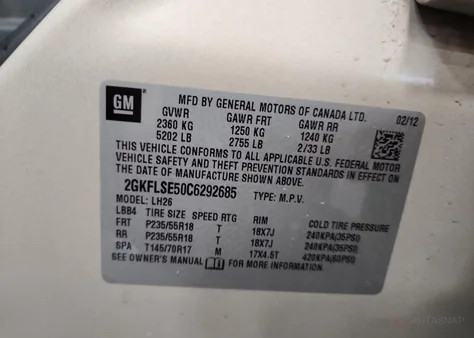 GM
MFD BY GENERAL MOTORS OF CANADA LTD. 02/12
GVWR GAWR FRT GAWR RR
2360 KG 1250 KG 1240 KG
5202 LB 2755 LB 2733 LB
THIS VEHICLE CONFORMS TO ALL APPLICABLE U.S. FEDERAL MOTOR
VEHICLE SAFETY AND THEFT PREVENTION STANDARDS IN EFFECT ON
THE DATE OF MANUFACTURE SHOWN ABOVE.
2GKFLSE50C6292685 TYPE: M.P.V.
MODEL: LH26
LBB4 TIRE SIZE SPEED RTG RIM COLD TIRE PRESSURE
FRT P235/55R18 T 18X7J 240KPA(35PSI)
RR P235/55R18 T 18X7J 240KPA(35PSI)
SPA T145/70R17 M 17X4.5T 420KPA(60PSI)
SEE OWNER'S MANUAL FOR MORE INFORMATION.
AUTOSNAP